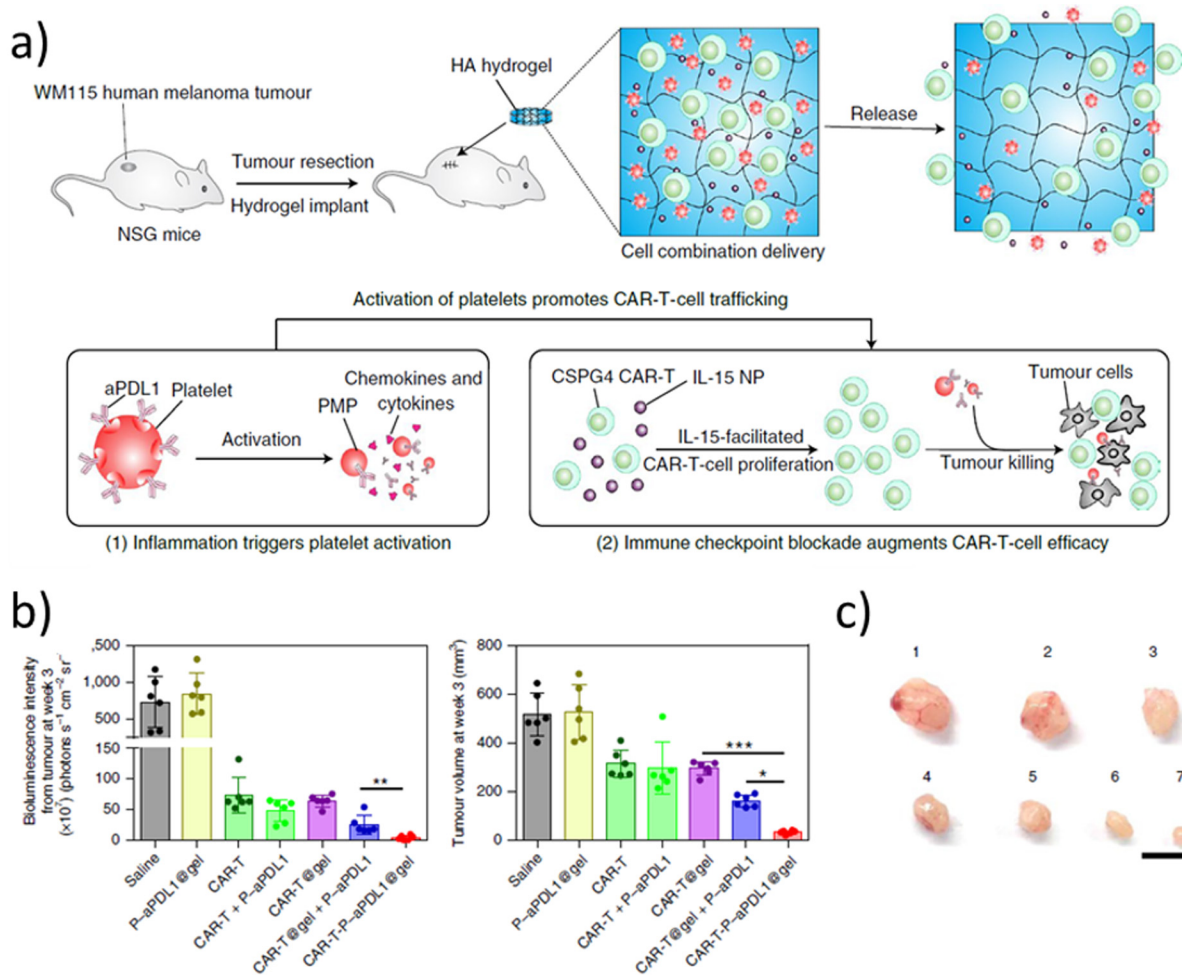 a)
WM115 human melanoma tumour
Tumour resection
Hydrogel implant
NSG mice
HA hydrogel
Cell combination delivery
Release
Activation of platelets promotes CAR-T-cell trafficking
aPDL1
Platelet
Activation
PMP
Chemokines and
cytokines
(1) Inflammation triggers platelet activation
CSPG4 CAR-T
IL-15 NP
IL-15-facilitated
CAR-T-cell proliferation
Tumour killing
Tumour cells
(2) Immune checkpoint blockade augments CAR-T-cell efficacy
b)
Bioluminescence intensity
from tumour at week 3
(×10⁷) (photons s⁻¹ cm⁻² sr⁻
,500
1,000
500
150
100
50
0
**
Saline
P–aPDL1@gel
CAR-T
CAR-T + P–aPDL1
CAR-T@gel
CAR-T@gel + P–aPDL1
CAR-T-P–aPDL1@gel
Tumour volume at week 3 (mm³)
800
600
400
200
0
***
*
Saline
P–aPDL1@gel
CAR-T
CAR-T + P–aPDL1
CAR-T@gel
CAR-T@gel + P–aPDL1
CAR-T-P–aPDL1@gel
c)
1 2 3
4 5 6 7